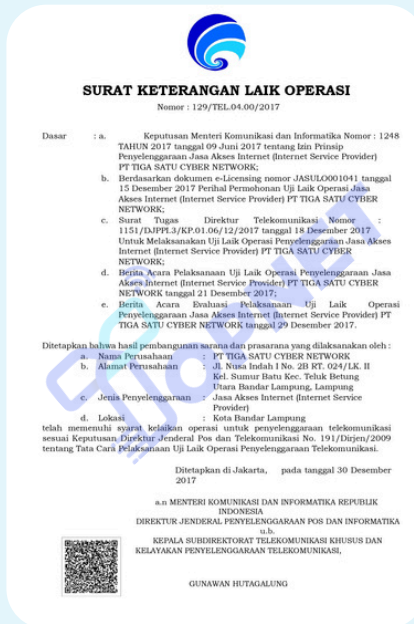 SURAT KETERANGAN LAIK OPERASI
Nomor : 129/TEL.04.00/2017
Dasar : a. Keputusan Menteri Komunikasi dan Informatika Nomor : 1248
TAHUN 2017 tanggal 09 Juni 2017 tentang Izin Prinsip
Penyelenggaraan Jasa Akses Internet (Internet Service Provider)
PT TIGA SATU CYBER NETWORK;
b. Berdasarkan dokumen e-Licensing nomor JASULO001041 tanggal
15 Desember 2017 Perihal Permohonan Uji Laik Operasi Jasa
Akses Internet (Internet Service Provider) PT TIGA SATU CYBER
NETWORK;
c. Surat Tugas Direktur Telekomunikasi Nomor :
1151/DJPPI.3/KP.01.06/12/2017 tanggal 18 Desember 2017
Untuk Melaksanakan Uji Laik Operasi Penyelenggaraan Jasa Akses
Internet (Internet Service Provider) PT TIGA SATU CYBER
NETWORK;
d. Berita Acara Pelaksanaan Uji Laik Operasi Penyelenggaraan Jasa
Akses Internet (Internet Service Provider) PT TIGA SATU CYBER
NETWORK tanggal 21 Desember 2017;
e. Berita Acara Evaluasi Pelaksanaan Uji Laik Operasi
Penyelenggaraan Jasa Akses Internet (Internet Service Provider) PT
TIGA SATU CYBER NETWORK tanggal 29 Desember 2017.
Ditetapkan bahwa hasil pembangunan sarana dan prasarana yang dilaksanakan oleh :
a. Nama Perusahaan : PT TIGA SATU CYBER NETWORK
b. Alamat Perusahaan : Jl. Nusa Indah I No. 2B RT. 024/LK. II
Kel. Sumur Batu Kec. Teluk Betung
Utara Bandar Lampung, Lampung
c. Jenis Penyelenggaraan : Jasa Akses Internet (Internet Service
Provider)
d. Lokasi : Kota Bandar Lampung
telah memenuhi syarat kelaikan operasi untuk penyelenggaraan telekomunikasi
sesuai Keputusan Direktur Jenderal Pos dan Telekomunikasi No. 191/Dirjen/2009
tentang Tata Cara Pelaksanaan Uji Laik Operasi Penyelenggaraan Telekomunikasi.
Ditetapkan di Jakarta, pada tanggal 30 Desember
2017
a.n MENTERI KOMUNIKASI DAN INFORMATIKA REPUBLIK
INDONESIA
DIREKTUR JENDERAL PENYELENGGARAAN POS DAN INFORMATIKA
u.b.
KEPALA SUBDIREKTORAT TELEKOMUNIKASI KHUSUS DAN
KELAYAKAN PENYELENGGARAAN TELEKOMUNIKASI,
GUNAWAN HUTAGALUNG